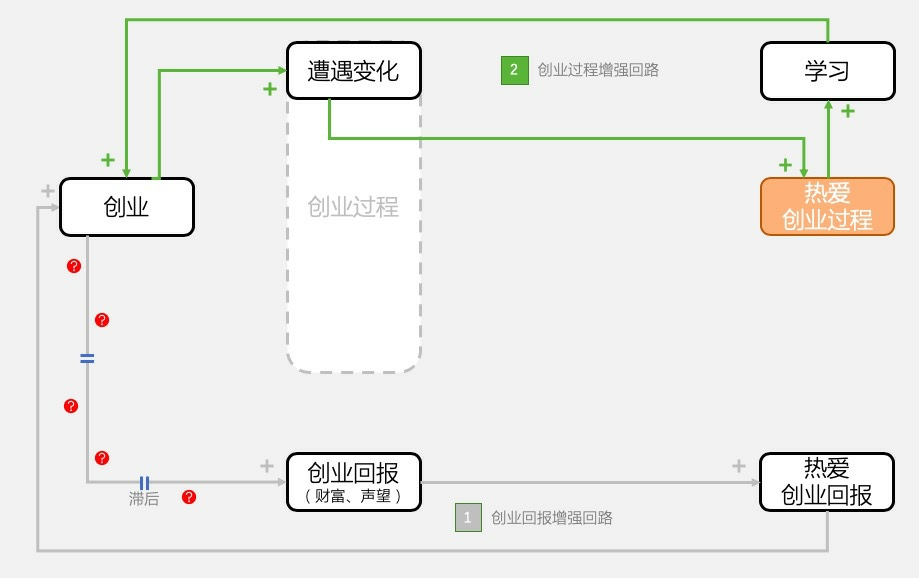 遭遇变化
2 创业过程增强回路
学习
+
+
+
+
+
创业
创业过程
热爱
创业过程
?
?
?
?
+
+
创业回报
(财富、声望)
热爱
创业回报
滞后
?
1 创业回报增强回路